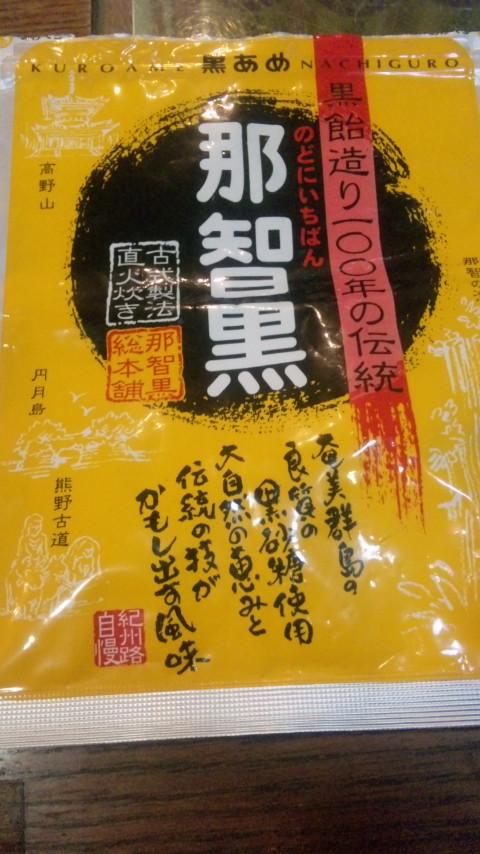 KUROAME 黒あめ NACHIGURO
黒飴造り一〇〇年の伝統
のどにいちばん
那智黒
古式製法
直火炊き
那智黒
総本舗
高野山
円月島
熊野古道
那智の
奄美群島の
良質の
黒砂糖使用
大自然の恵みと
伝統の技が
かもし出す風味
紀州路
自慢